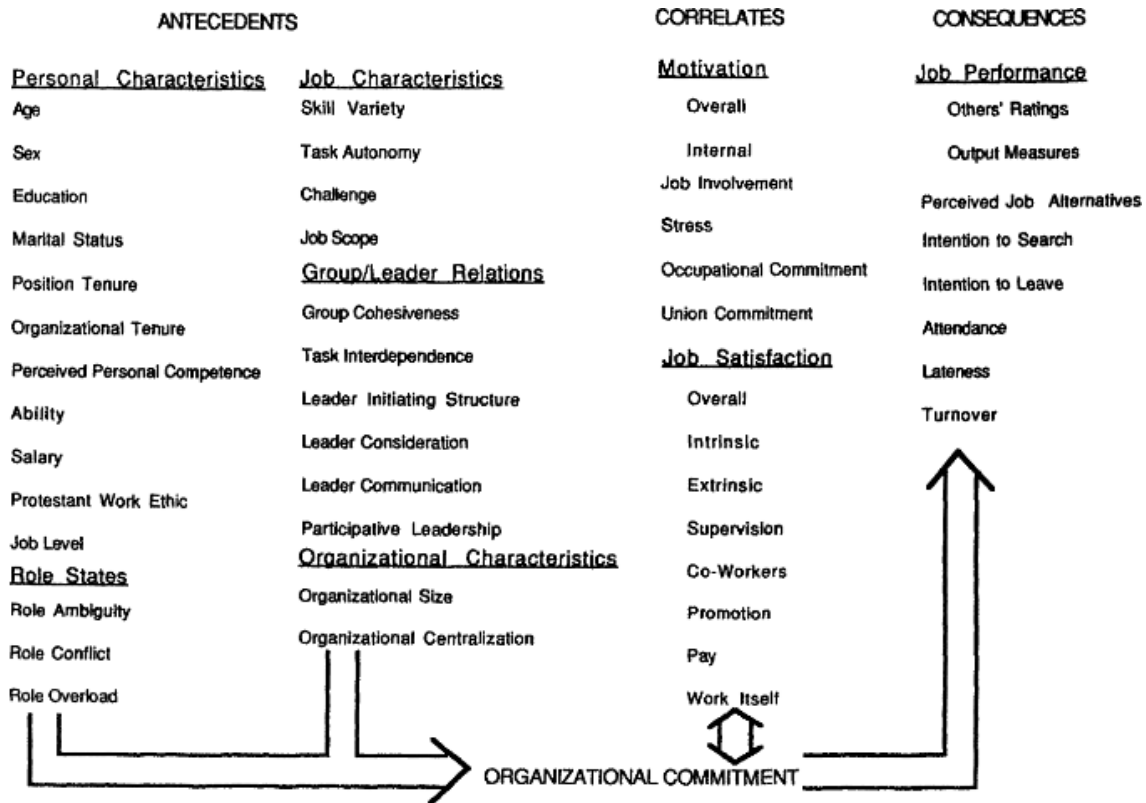 ANTECEDENTS
Personal Characteristics
Age
Sex
Education
Marital Status
Position Tenure
Organizational Tenure
Perceived Personal Competence
Ability
Salary
Protestant Work Ethic
Job Level
Role States
Role Ambiguity
Role Conflict
Role Overload
Job Characteristics
Skill Variety
Task Autonomy
Challenge
Job Scope
Group/Leader Relations
Group Cohesiveness
Task Interdependence
Leader Initiating Structure
Leader Consideration
Leader Communication
Participative Leadership
Organizational Characteristics
Organizational Size
Organizational Centralization
CORRELATES
Motivation
Overall
Internal
Job Involvement
Stress
Occupational Commitment
Union Commitment
Job Satisfaction
Overall
Intrinsic
Extrinsic
Supervision
Co-Workers
Promotion
Pay
Work Itself
CONSEQUENCES
Job Performance
Others' Ratings
Output Measures
Perceived Job Alternatives
Intention to Search
Intention to Leave
Attendance
Lateness
Turnover
ORGANIZATIONAL COMMITMENT